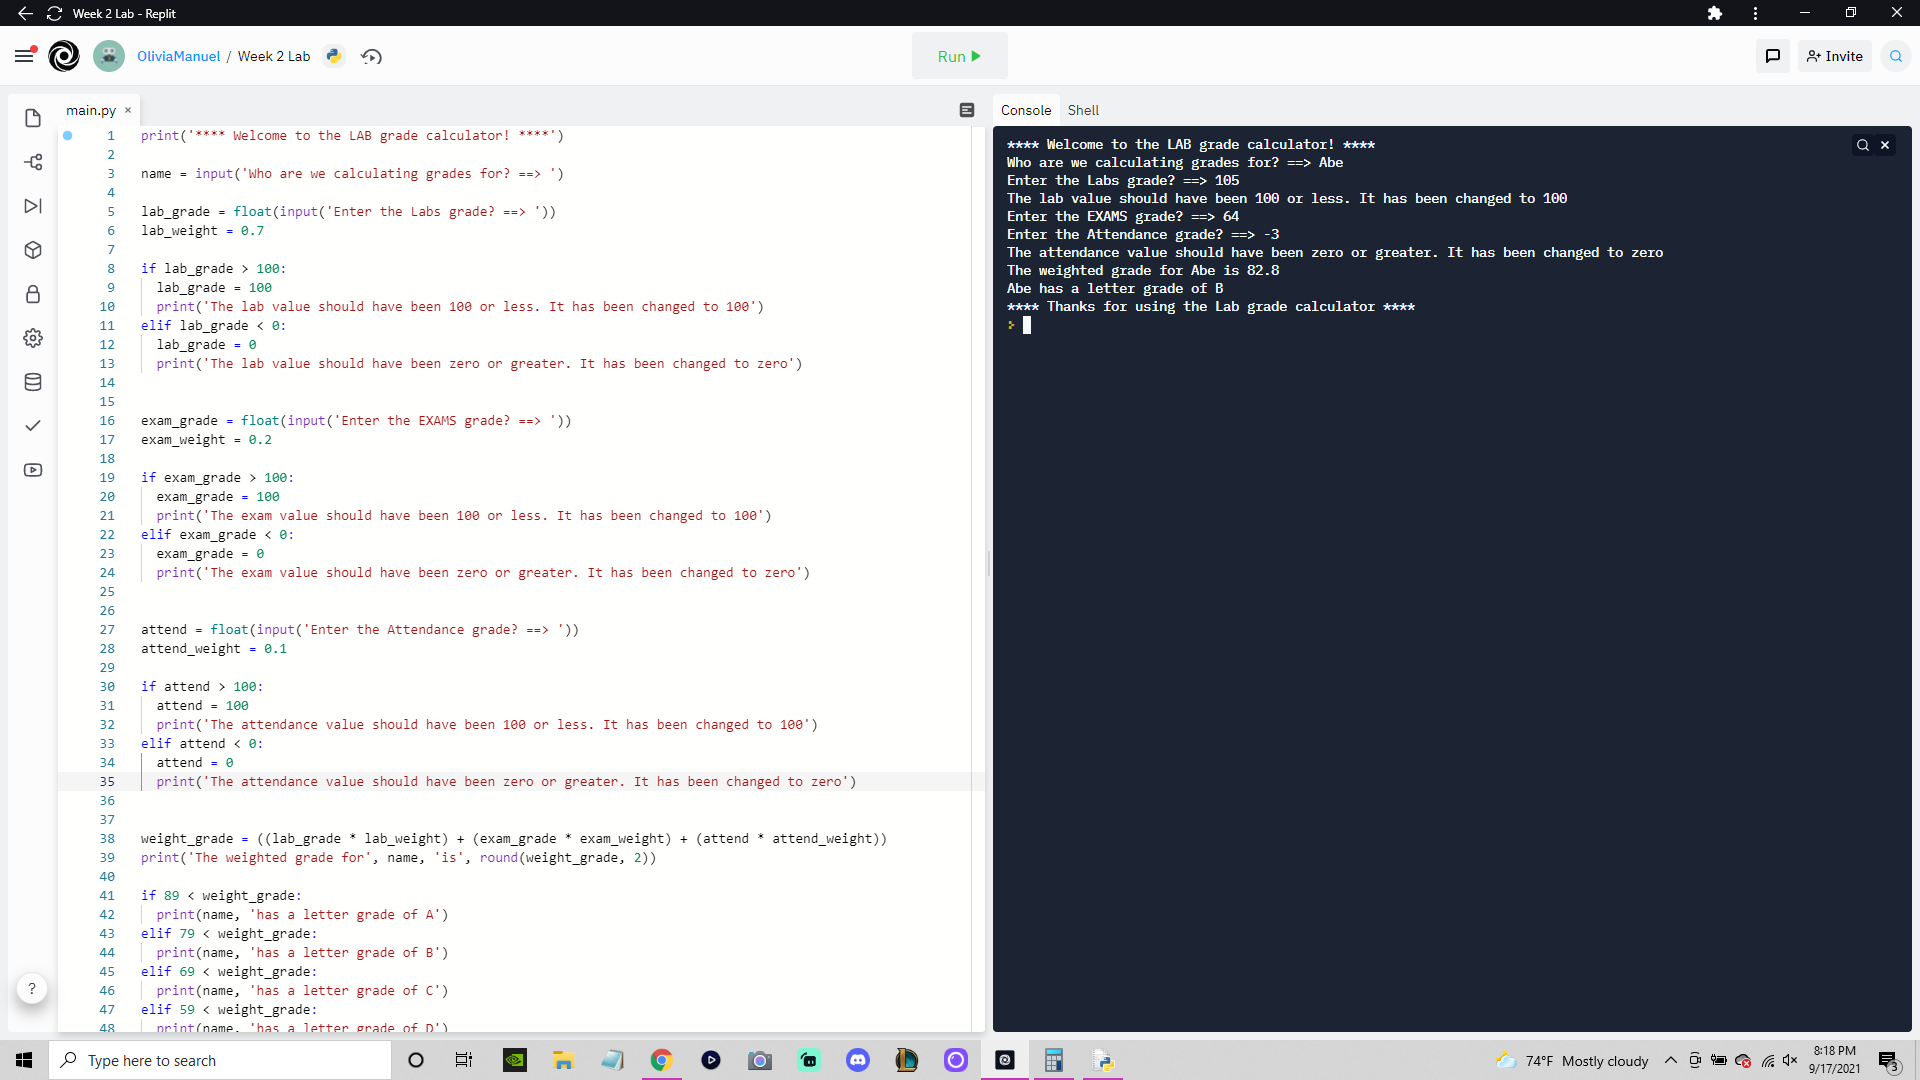 Week 2 Lab - Replit
OliviaManuel / Week 2 Lab
Run
Invite
main.py ×
Console Shell
1 print('**** Welcome to the LAB grade calculator! ****')
2
3 name = input('Who are we calculating grades for? ==> ')
4
5 lab_grade = float(input('Enter the Labs grade? ==> '))
6 lab_weight = 0.7
7
8 if lab_grade > 100:
9 lab_grade = 100
10 print('The lab value should have been 100 or less. It has been changed to 100')
11 elif lab_grade < 0:
12 lab_grade = 0
13 print('The lab value should have been zero or greater. It has been changed to zero')
14
15
16 exam_grade = float(input('Enter the EXAMS grade? ==> '))
17 exam_weight = 0.2
18
19 if exam_grade > 100:
20 exam_grade = 100
21 print('The exam value should have been 100 or less. It has been changed to 100')
22 elif exam_grade < 0:
23 exam_grade = 0
24 print('The exam value should have been zero or greater. It has been changed to zero')
25
26
27 attend = float(input('Enter the Attendance grade? ==> '))
28 attend_weight = 0.1
29
30 if attend > 100:
31 attend = 100
32 print('The attendance value should have been 100 or less. It has been changed to 100')
33 elif attend < 0:
34 attend = 0
35 print('The attendance value should have been zero or greater. It has been changed to zero')
36
37
38 weight_grade = ((lab_grade * lab_weight) + (exam_grade * exam_weight) + (attend * attend_weight))
39 print('The weighted grade for', name, 'is', round(weight_grade, 2))
40
41 if 89 < weight_grade:
42 print(name, 'has a letter grade of A')
43 elif 79 < weight_grade:
44 print(name, 'has a letter grade of B')
45 elif 69 < weight_grade:
46 print(name, 'has a letter grade of C')
47 elif 59 < weight_grade:
48 print(name, 'has a letter grade of D')
**** Welcome to the LAB grade calculator! ****
Who are we calculating grades for? ==> Abe
Enter the Labs grade? ==> 105
The lab value should have been 100 or less. It has been changed to 100
Enter the EXAMS grade? ==> 64
Enter the Attendance grade? ==> -3
The attendance value should have been zero or greater. It has been changed to zero
The weighted grade for Abe is 82.8
Abe has a letter grade of B
**** Thanks for using the Lab grade calculator ****
?
Type here to search
74°F Mostly cloudy
8:18 PM
9/17/2021
3